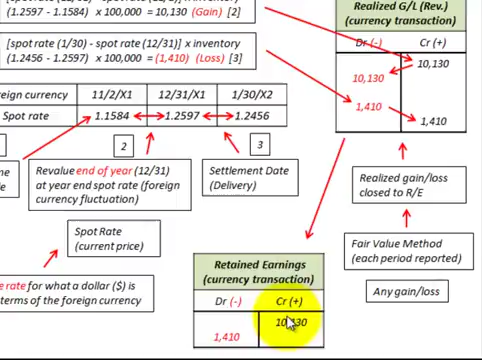 (1.2597 - 1.1584) x 100,000 = 10,130 (Gain) [2]
[spot rate (1/30) - spot rate (12/31)] x inventory
(1.2456 - 1.2597) x 100,000 = (1,410) (Loss) [3]
reign currency 11/2/X1 12/31/X1 1/30/X2
Spot rate 1.1584 1.2597 1.2456
2
3
Revalue end of year (12/31)
at year end spot rate (foreign
currency fluctuation)
Settlement Date
(Delivery)
Spot Rate
(current price)
e rate for what a dollar ($) is
terms of the foreign currency
Realized G/L (Rev.)
(currency transaction)
Dr (-) Cr (+)
10,130
10,130
1,410
1,410
Realized gain/loss
closed to R/E
Fair Value Method
(each period reported)
Any gain/loss
Retained Earnings
(currency transaction)
Dr (-) Cr (+)
10,130
1,410